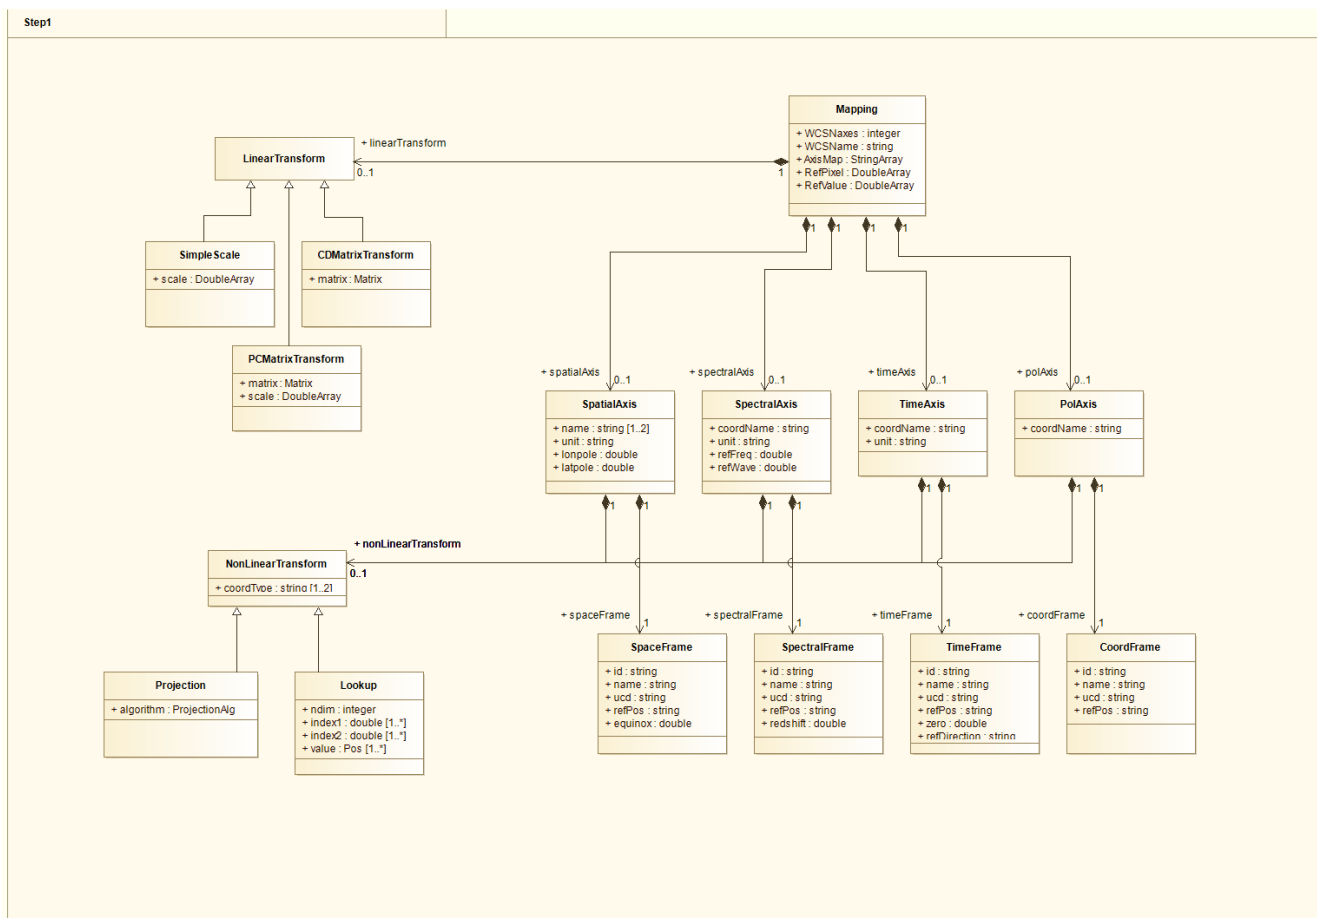 Step1
Mapping
+ WCSNaxes : integer
+ WCSName : string
+ AxisMap : StringArray
+ RefPixel : DoubleArray
+ RefValue : DoubleArray
+ linearTransform
0..1
1
LinearTransform
1
1
1
1
SimpleScale
+ scale : DoubleArray
CDMatrixTransform
+ matrix : Matrix
PCMatrixTransform
+ matrix : Matrix
+ scale : DoubleArray
+ spatialAxis
0..1
+ spectralAxis
0..1
+ timeAxis
0..1
+ polAxis
0..1
SpatialAxis
+ name : string [1..2]
+ unit : string
+ lonpole : double
+ latpole : double
SpectralAxis
+ coordName : string
+ unit : string
+ refFreq : double
+ refWave : double
TimeAxis
+ coordName : string
+ unit : string
PolAxis
+ coordName : string
1
1
1
1
1
1
1
1
+ nonLinearTransform
0..1
NonLinearTransform
+ coordType : string [1..2]
+ spaceFrame
1
+ spectralFrame
1
+ timeFrame
1
+ coordFrame
1
Projection
+ algorithm : ProjectionAlg
Lookup
+ ndim : integer
+ index1 : double [1..*]
+ index2 : double [1..*]
+ value : Pos [1..*]
SpaceFrame
+ id : string
+ name : string
+ ucd : string
+ refPos : string
+ equinox : double
SpectralFrame
+ id : string
+ name : string
+ ucd : string
+ refPos : string
+ redshift : double
TimeFrame
+ id : string
+ name : string
+ ucd : string
+ refPos : string
+ zero : double
+ refDirection : string
CoordFrame
+ id : string
+ name : string
+ ucd : string
+ refPos : string